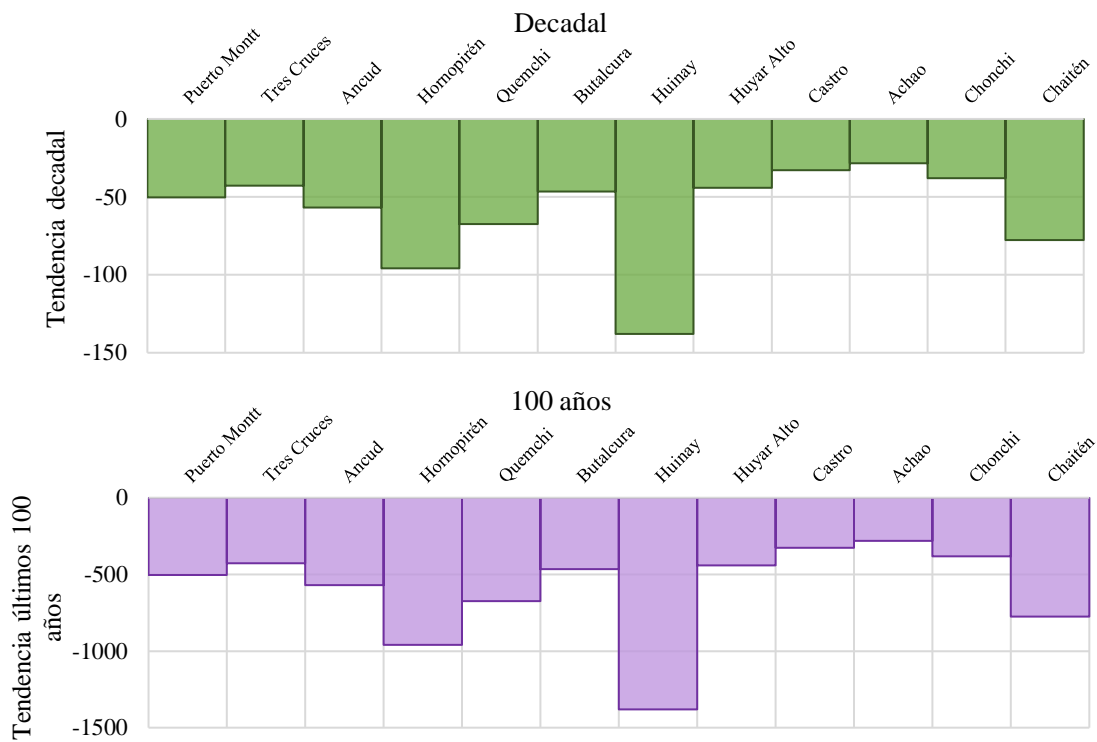 Decadal
Puerto Montt
Tres Cruces
Ancud
Hornopirén
Quemchi
Butalcura
Huinay
Huyar Alto
Castro
Achao
Chonchi
Chaitén
0
-50
-100
-150
Tendencia decadal
100 años
Puerto Montt
Tres Cruces
Ancud
Hornopirén
Quemchi
Butalcura
Huinay
Huyar Alto
Castro
Achao
Chonchi
Chaitén
0
-500
-1000
-1500
Tendencia últimos 100
años